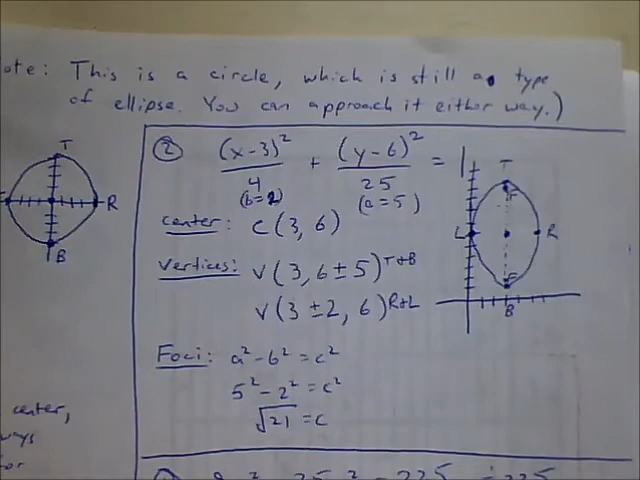 ote: This is a circle, which is still a type
of ellipse. You can approach it either way.)
T
R
B
② (x-3)²/4 + (y-6)²/25 = 1
(b=2) (a=5)
center: C(3, 6)
Vertices: V(3, 6±5) T+B
V(3±2, 6) R+L
Foci: a²-b²=c²
5²-2²=c²
√21=c
T
F
L R
F
B
center,
ways
for